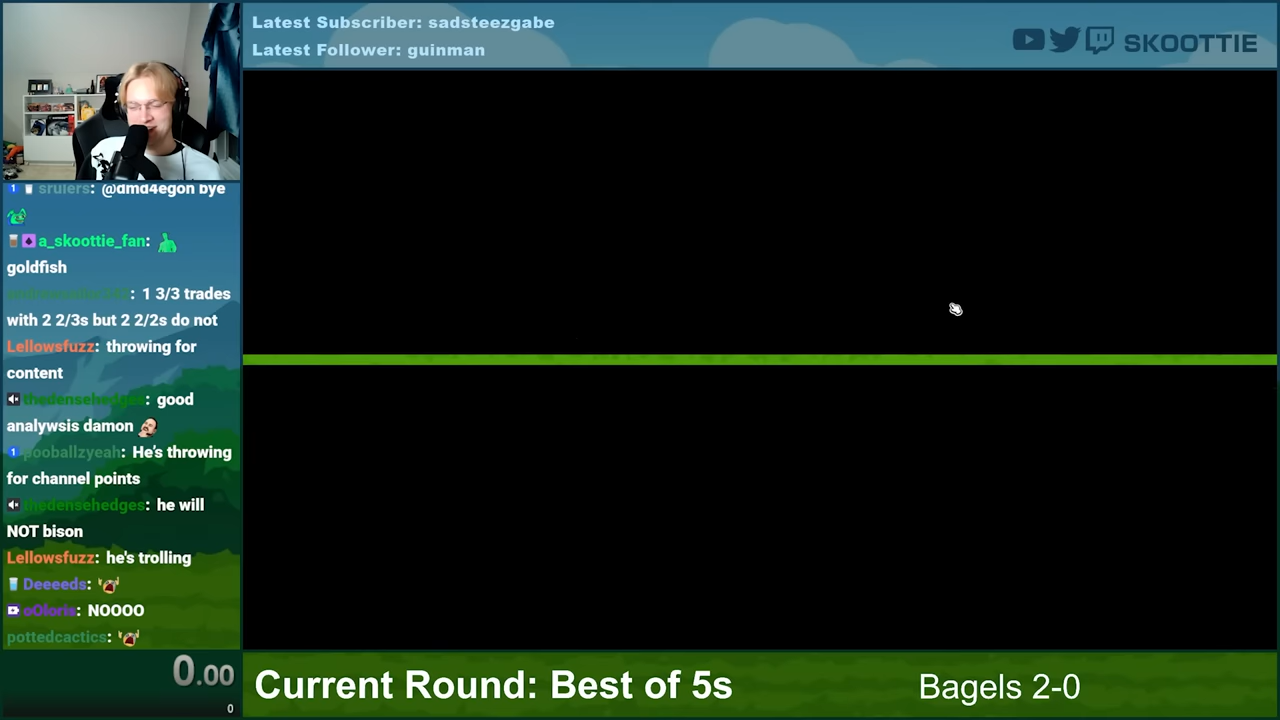 Latest Subscriber: sadsteezgabe
Latest Follower: guinman
SKOOTTIE
srulers: @dmd4egon bye
a_skoottie_fan:
goldfish
: 1 3/3 trades
with 2 2/3s but 2 2/2s do not
Lellowsfuzz: throwing for
content
thedensehedges: good
analywsis damon
pooballzyeah: He's throwing
for channel points
thedensehedges: he will
NOT bison
Lellowsfuzz: he's trolling
Deeeeds:
oOloris: NOOOO
pottedcactics:
0.00
0
Current Round: Best of 5s
Bagels 2-0